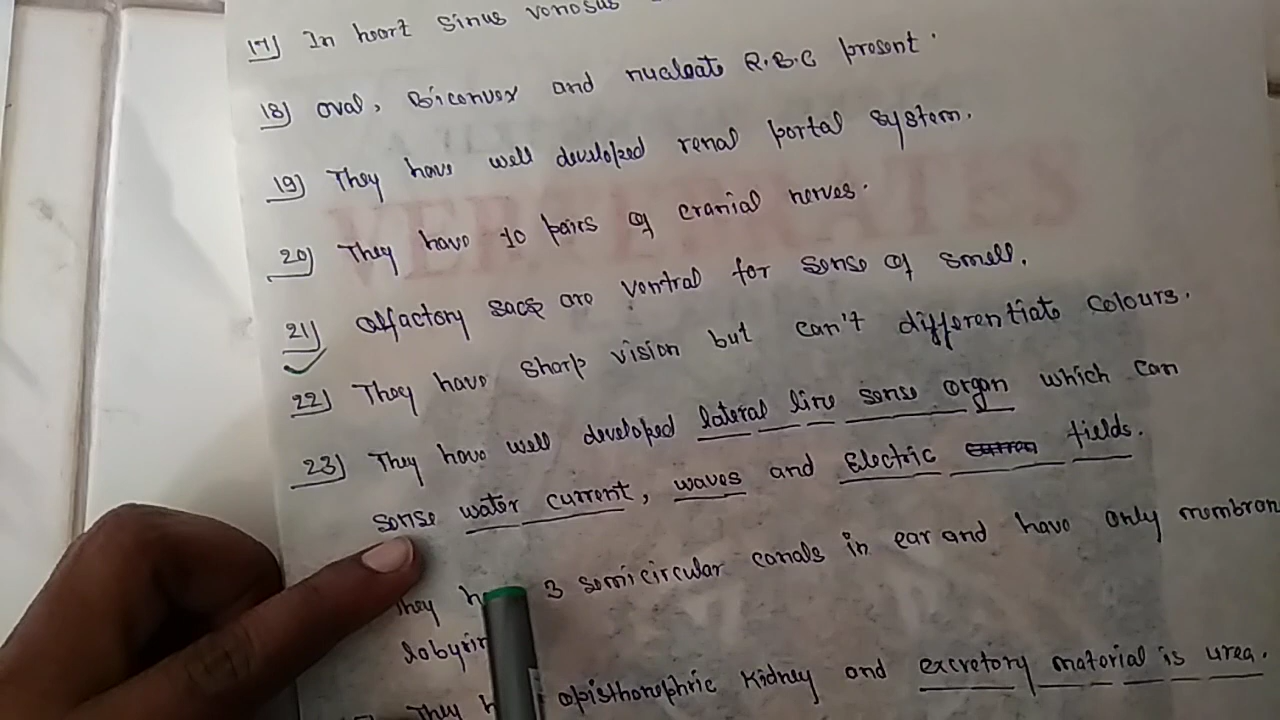 17) In heart sinus venosus
18) Oval, Biconvex and nucleate R.B.C present.
19) They have well developed renal portal system.
20) They have 10 pairs of cranial nerves.
21) Olfactory sacs are ventral for sense of smell.
22) They have sharp vision but can't differentiate colours.
23) They have well developed lateral line sense organ which can
sense water current, waves and Electric fields.
They 3 semicircular canals in ear and have only membran
labyrin
They opisthonephric Kidney and excretory material is urea.